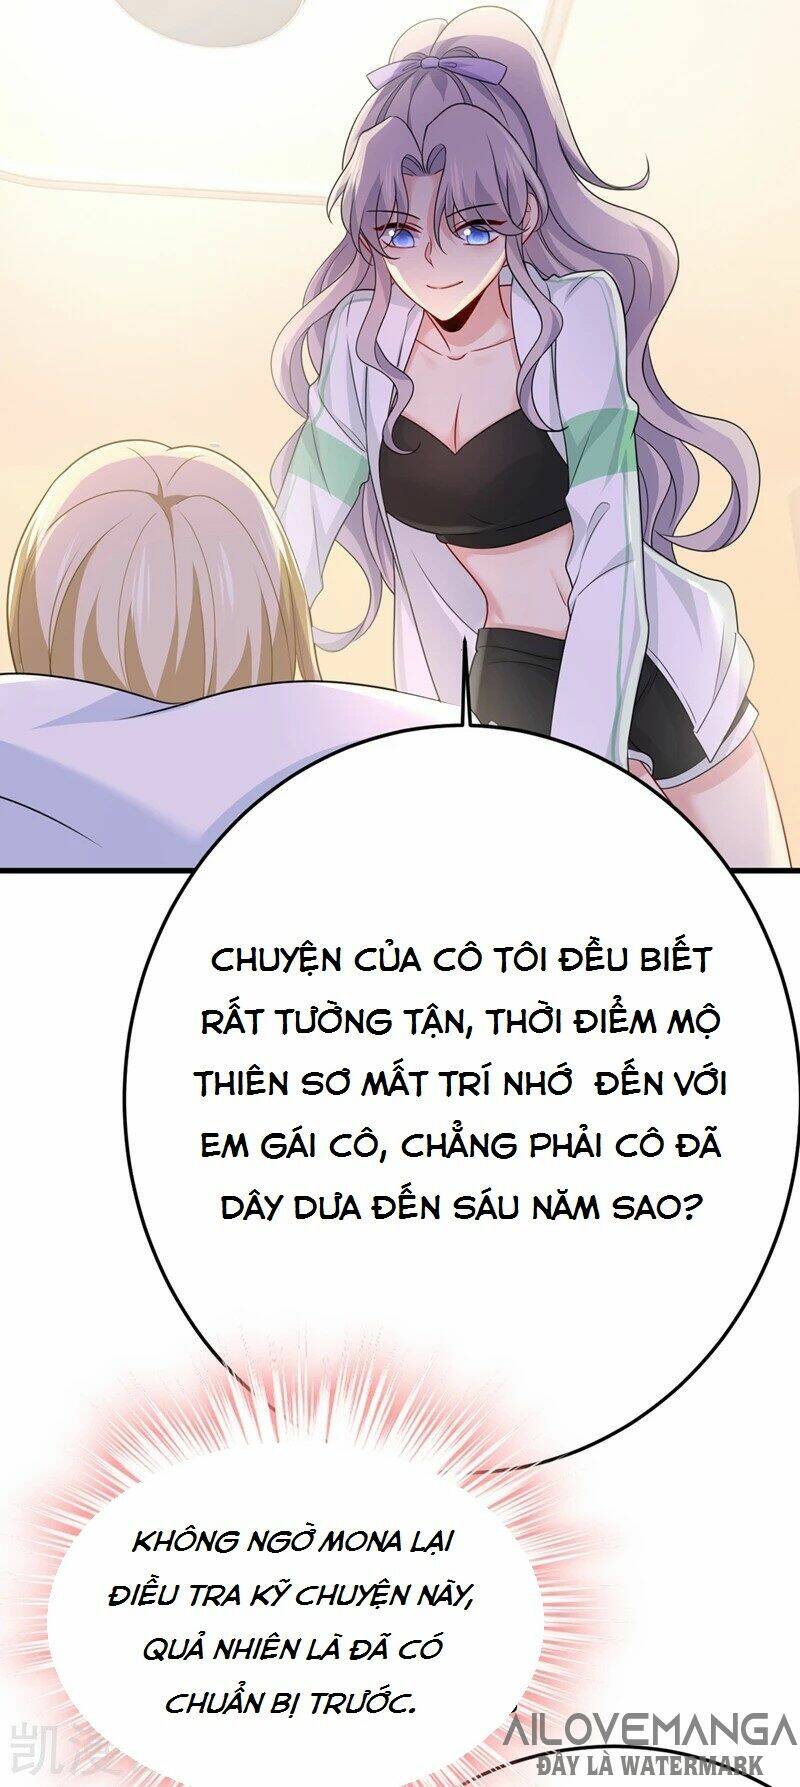 CHUYỆN CỦA CÔ TÔI ĐỀU BIẾT
RẤT TƯỜNG TẬN, THỜI ĐIỂM MỘ
THIÊN SƠ MẤT TRÍ NHỚ ĐẾN VỚI
EM GÁI CÔ, CHẲNG PHẢI CÔ ĐÃ
DÂY DƯA ĐẾN SÁU NĂM SAO?
KHÔNG NGỜ MONA LẠI
ĐIỀU TRA KỸ CHUYỆN NÀY,
QUẢ NHIÊN LÀ ĐÃ CÓ
CHUẨN BỊ TRƯỚC.
凯漫
AILOVEMANGA
ĐÂY LÀ WATERMARK